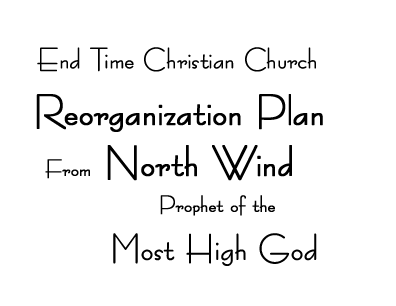 End Time Christian Church
Reorganization Plan
From North Wind
Prophet of the
Most High God